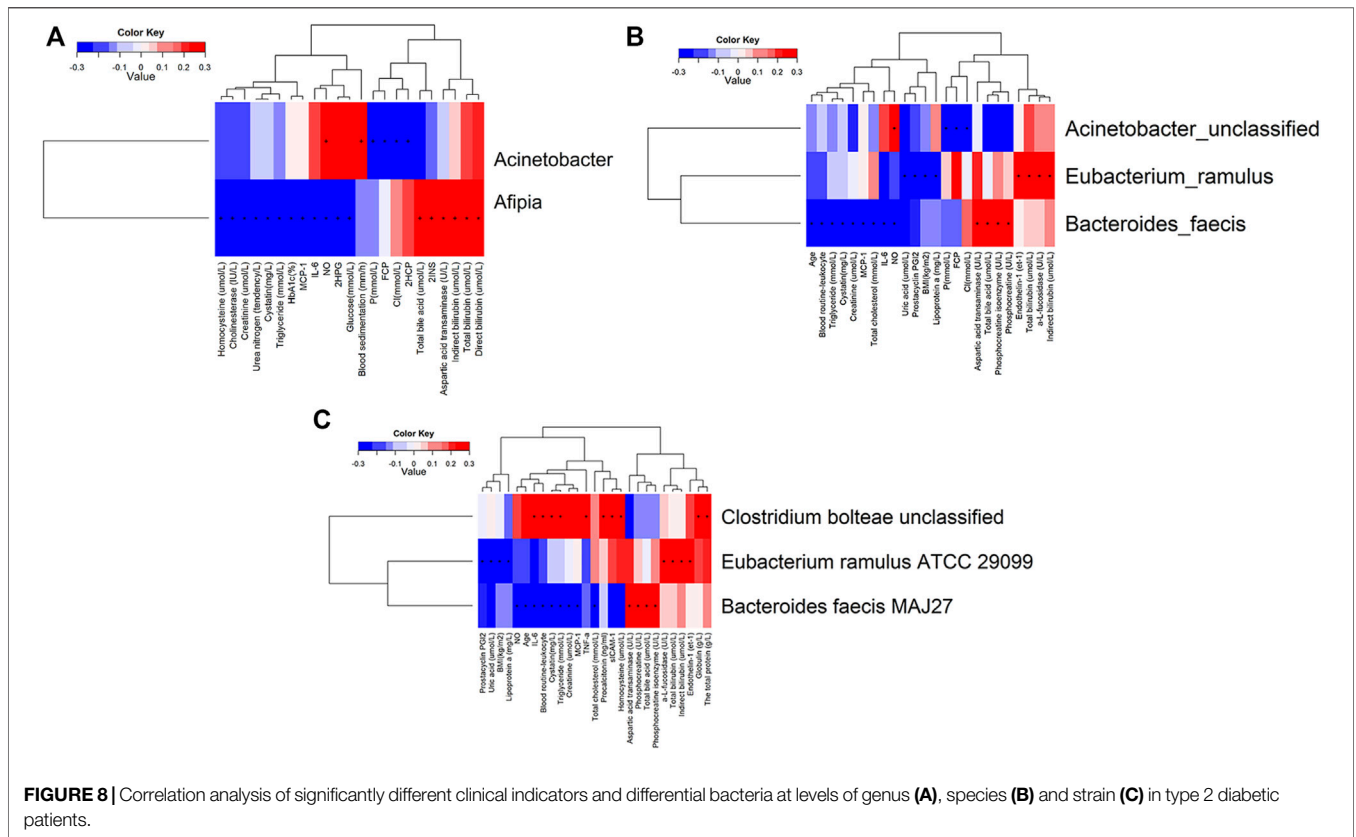 A
Color Key
-0.3 -0.1 0 0.1 0.2 0.3
Value
Acinetobacter
Afipia
Homocysteine (umol/L)
Cholinesterase (IU/L)
Creatinine (umol/L)
Urea nitrogen (tendency/L)
Cystatin(mg/L)
Triglyceride (mmol/L)
HbA1c(%)
MCP-1
IL-6
NO
2HPG
Glucose(mmol/L)
Blood sedimentation (mm/h)
P(mmol/L)
FCP
Cl(mmol/L)
2HCP
Total bile acid (umol/L)
2INS
Aspartic acid transaminase (U/L)
Indirect bilirubin (umol/L)
Total bilirubin (umol/L)
Direct bilirubin (umol/L)
B
Color Key
-0.3 -0.1 0 0.1 0.2 0.3
Value
Acinetobacter_unclassified
Eubacterium_ramulus
Bacteroides_faecis
Age
Blood routine-leukocyte
Triglyceride (mmol/L)
Cystatin(mg/L)
Creatinine (umol/L)
MCP-1
Total cholesterol (mmol/L)
IL-6
NO
Uric acid (umol/L)
Prostacyclin PGI2
BMI(kg/m2)
Lipoprotein a (mg/L)
P(mmol/L)
FCP
Cl(mmol/L)
Aspartic acid transaminase (U/L)
Total bile acid (umol/L)
Phosphocreatine isoenzyme (U/L)
Phosphocreatine (U/L)
Endothelin-1 (et-1)
Total bilirubin (umol/L)
a-L-fucosidase (U/L)
Indirect bilirubin (umol/L)
C
Color Key
-0.3 -0.1 0 0.1 0.2 0.3
Value
Clostridium bolteae unclassified
Eubacterium ramulus ATCC 29099
Bacteroides faecis MAJ27
Prostacyclin PGI2
Uric acid (umol/L)
BMI(kg/m2)
Lipoprotein a (mg/L)
NO
Age
IL-6
Blood routine-leukocyte
Cystatin(mg/L)
Triglyceride (mmol/L)
Creatinine (umol/L)
MCP-1
TNF-a
Total cholesterol (mmol/L)
Procalcitonin (ng/ml)
sICAM-1
Homocysteine (umol/L)
Aspartic acid transaminase (U/L)
Phosphocreatine (U/L)
Total bile acid (umol/L)
Phosphocreatine isoenzyme (U/L)
a-L-fucosidase (U/L)
Total bilirubin (umol/L)
Indirect bilirubin (umol/L)
Endothelin-1 (et-1)
Globulin (g/L)
The total protein (g/L)
FIGURE 8 | Correlation analysis of significantly different clinical indicators and differential bacteria at levels of genus (A), species (B) and strain (C) in type 2 diabetic
patients.